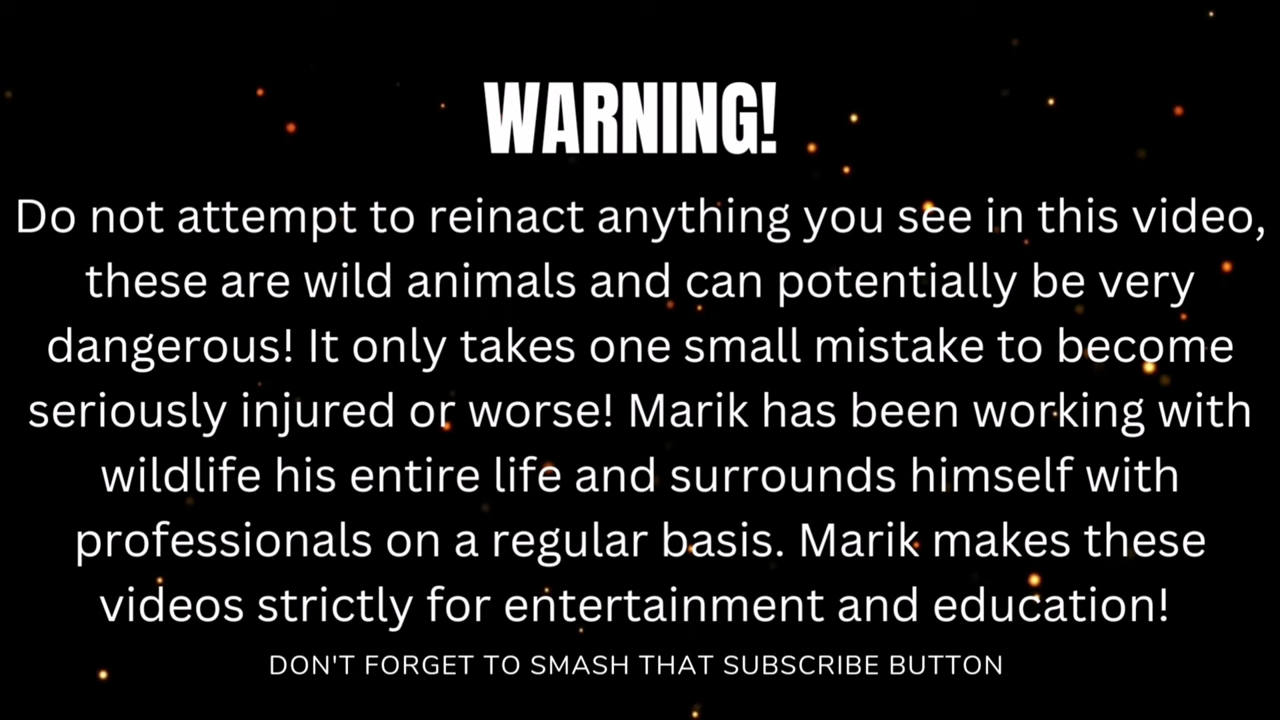 WARNING!
Do not attempt to reinact anything you see in this video,
these are wild animals and can potentially be very
dangerous! It only takes one small mistake to become
seriously injured or worse! Marik has been working with
wildlife his entire life and surrounds himself with
professionals on a regular basis. Marik makes these
videos strictly for entertainment and education!
DON'T FORGET TO SMASH THAT SUBSCRIBE BUTTON